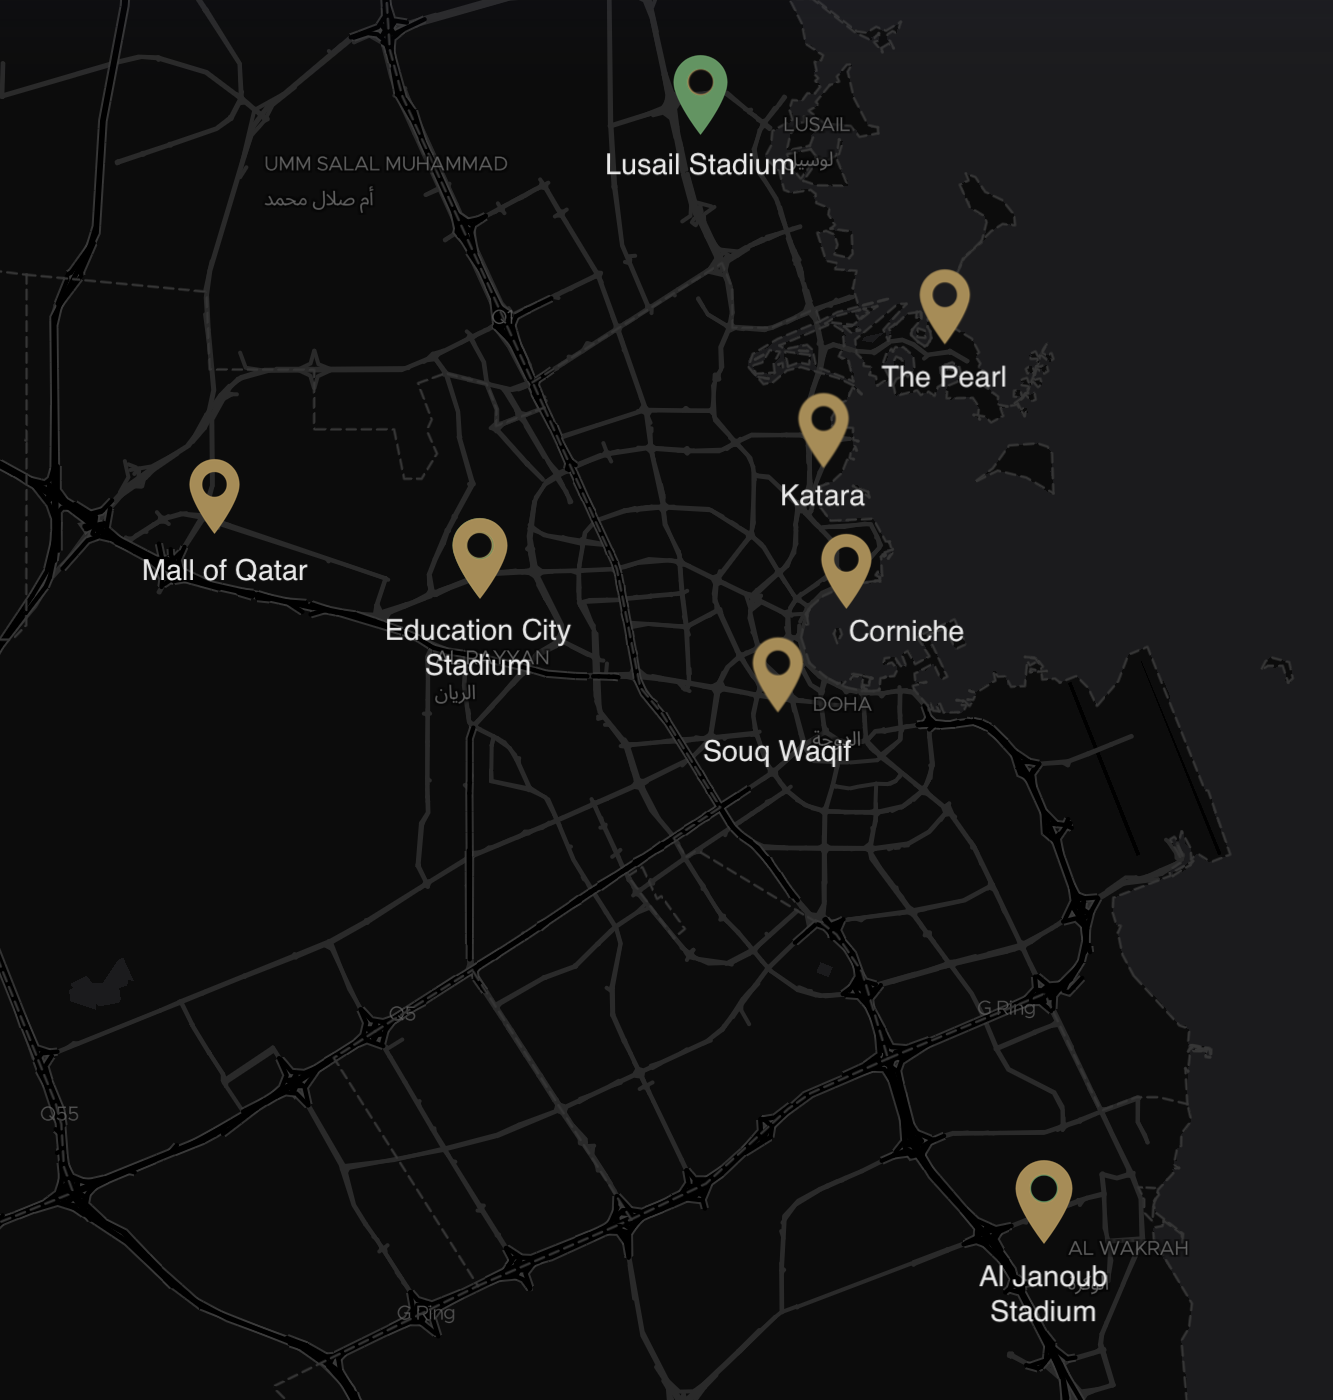 LUSAIL
لوسيل
Lusail Stadium
UMM SALAL MUHAMMAD
أم صلال محمد
Q1
The Pearl
Katara
Mall of Qatar
Education City
Stadium
AL RAYYAN
الريان
Corniche
DOHA
الدوحة
Souq Waqif
G Ring
Q5
Q55
AL WAKRAH
الوكرة
Al Janoub
Stadium
G Ring